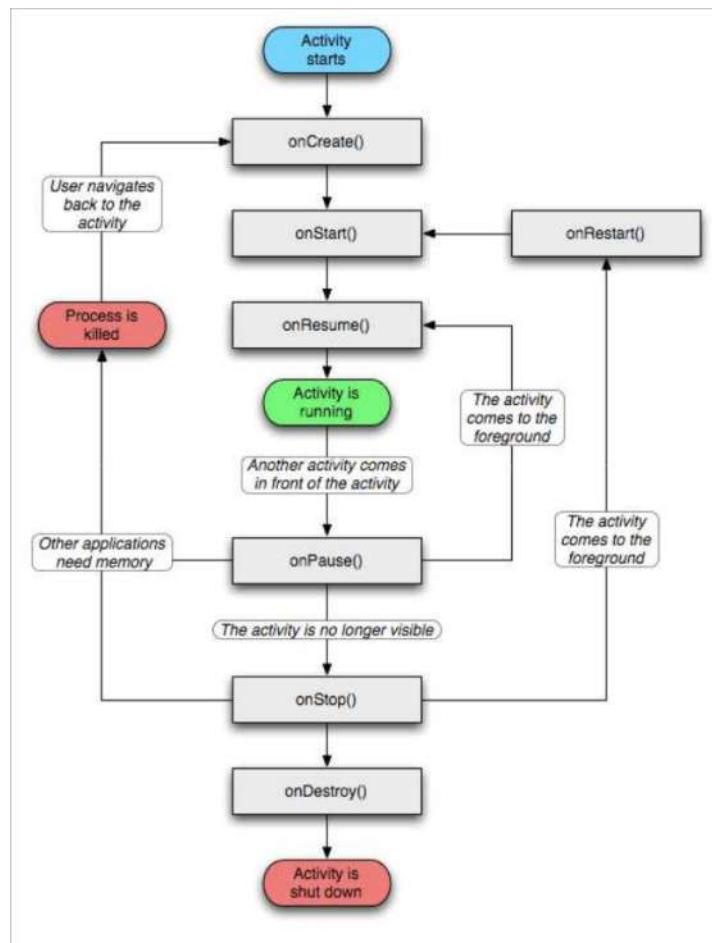 Activity
starts
onCreate()
User navigates
back to the
activity
onStart()
onRestart()
Process is
killed
onResume()
Activity is
running
The activity
comes to the
foreground
Another activity comes
in front of the activity
The activity
comes to the
foreground
Other applications
need memory
onPause()
The activity is no longer visible
onStop()
onDestroy()
Activity is
shut down